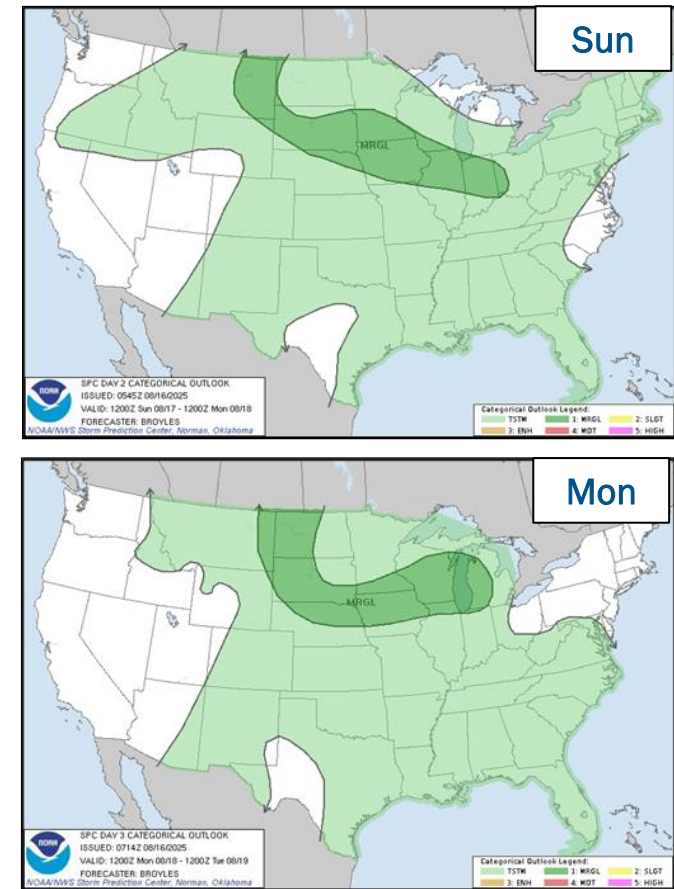 Sun
MRGL
NOAA
SPC DAY 2 CATEGORICAL OUTLOOK
ISSUED: 0545Z 08/16/2025
VALID: 1200Z Sun 08/17 - 1200Z Mon 08/18
FORECASTER: BROYLES
NOAA/NWS Storm Prediction Center, Norman, Oklahoma
Categorical Outlook Legend:
TSTM 1: MRGL 2: SLGT
3: ENH 4: MDT 5: HIGH
Mon
MRGL
NOAA
SPC DAY 3 CATEGORICAL OUTLOOK
ISSUED: 0714Z 08/16/2025
VALID: 1200Z Mon 08/18 - 1200Z Tue 08/19
FORECASTER: BROYLES
NOAA/NWS Storm Prediction Center, Norman, Oklahoma
Categorical Outlook Legend:
TSTM 1: MRGL 2: SLGT
3: ENH 4: MDT 5: HIGH